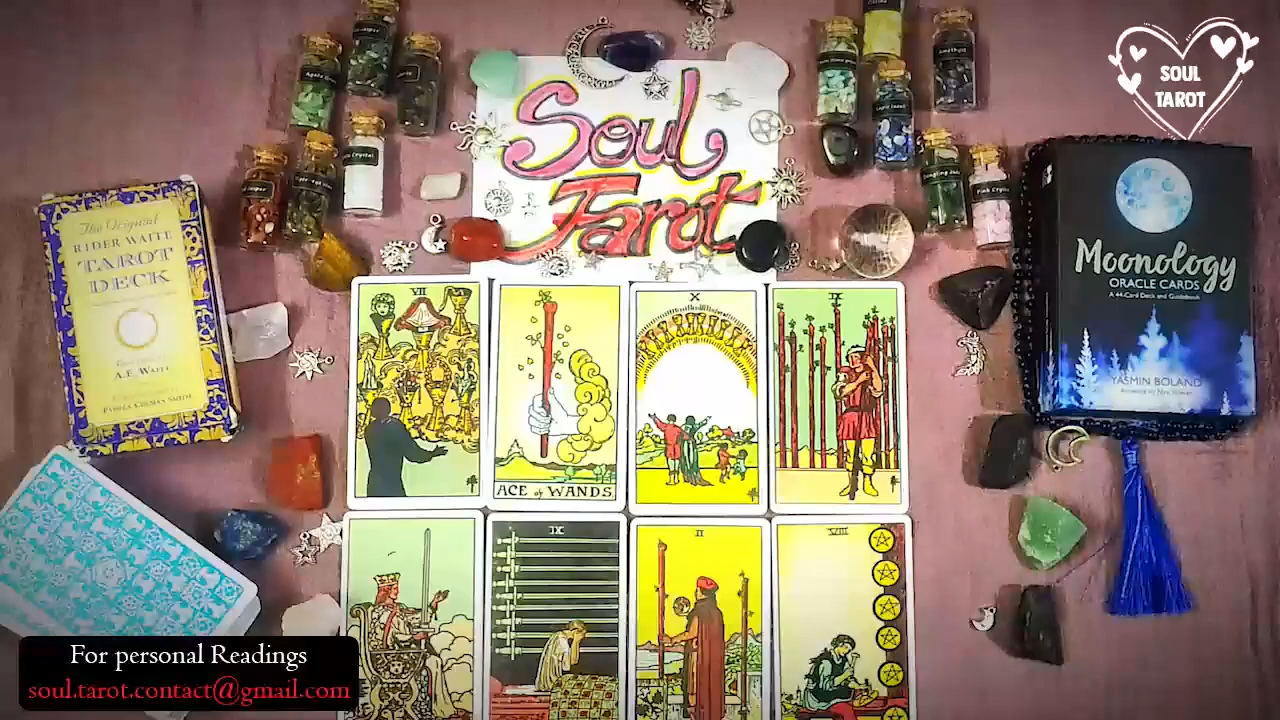 SOUL
TAROT
Soul
Tarot
The Original
RIDER WAITE
TAROT
DECK
A.E. WAITE
PAMELA COLMAN SMITH
Moonology
ORACLE CARDS
A 44-Card Deck and Guidebook
YASMIN BOLAND
VII
ACE of WANDS
X
IX
IX
II
VIII
For personal Readings
soul.tarot.contact@gmail.com